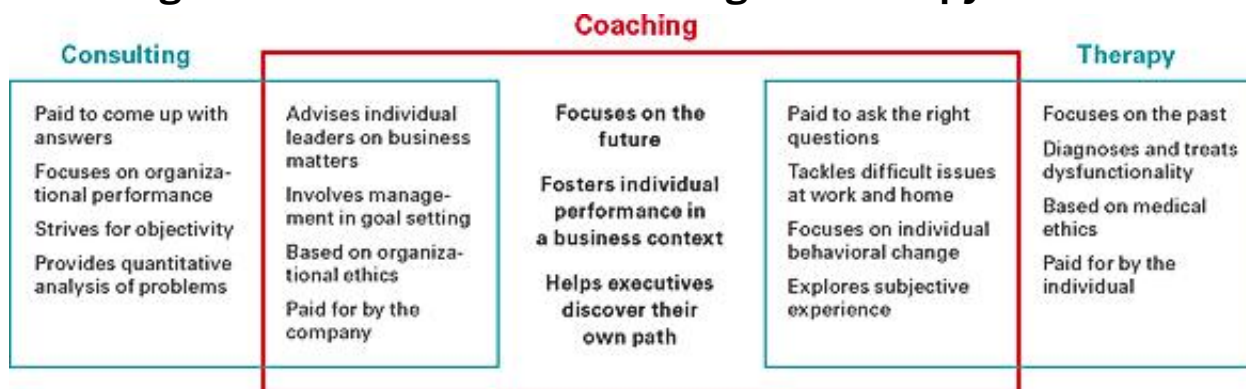 Coaching
Consulting
Therapy
Paid to come up with
answers
Focuses on organiza-
tional performance
Strives for objectivity
Provides quantitative
analysis of problems
Advises individual
leaders on business
matters
Involves manage-
ment in goal setting
Based on organiza-
tional ethics
Paid for by the
company
Focuses on the
future
Fosters individual
performance in
a business context
Helps executives
discover their
own path
Paid to ask the right
questions
Tackles difficult issues
at work and home
Focuses on individual
behavioral change
Explores subjective
experience
Focuses on the past
Diagnoses and treats
dysfunctionality
Based on medical
ethics
Paid for by the
individual